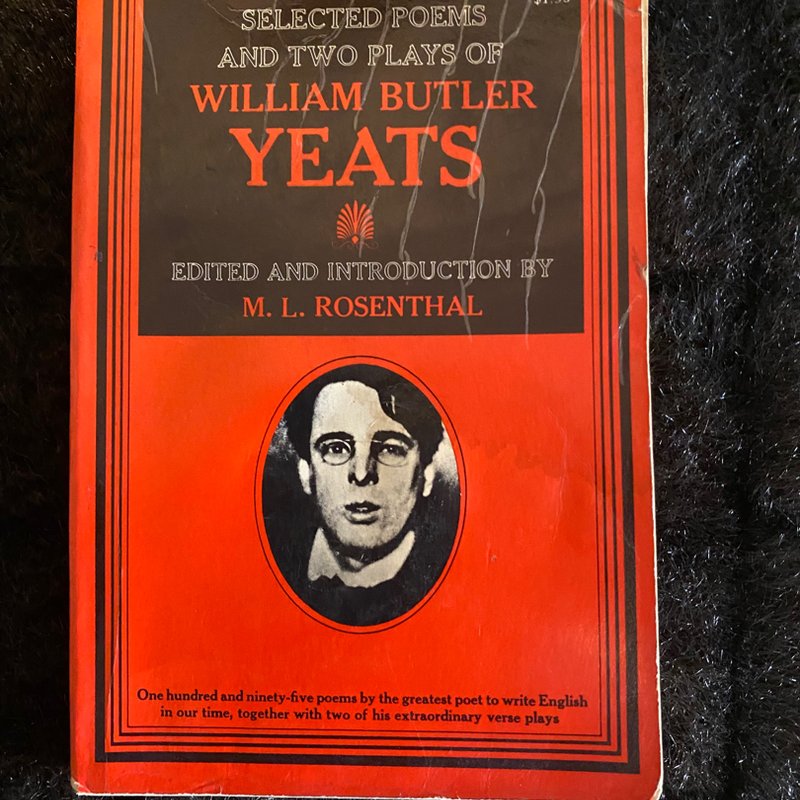 SELECTED POEMS
AND TWO PLAYS OF
WILLIAM BUTLER
YEATS
EDITED AND INTRODUCTION BY
M. L. ROSENTHAL
One hundred and ninety-five poems by the greatest poet to write English
in our time, together with two of his extraordinary verse plays